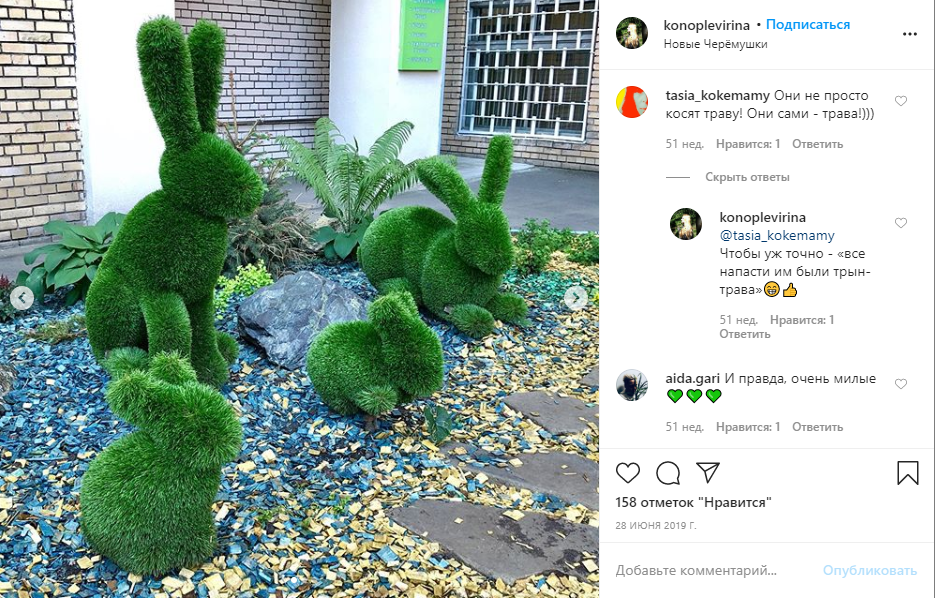 konoplevirina • Подписаться
Новые Черёмушки
tasia_kokemamy Они не просто
косят траву! Они сами - трава!)))
51 нед. Нравится: 1 Ответить
Скрыть ответы
konoplevirina
@tasia_kokemamy
Чтобы уж точно - «все
напасти им были трын-
трава»😁👍
51 нед. Нравится: 1
Ответить
aida.gari И правда, очень милые
💚💚💚
51 нед. Нравится: 1 Ответить
158 отметок "Нравится"
28 ИЮНЯ 2019 Г.
Добавьте комментарий...
Опубликовать